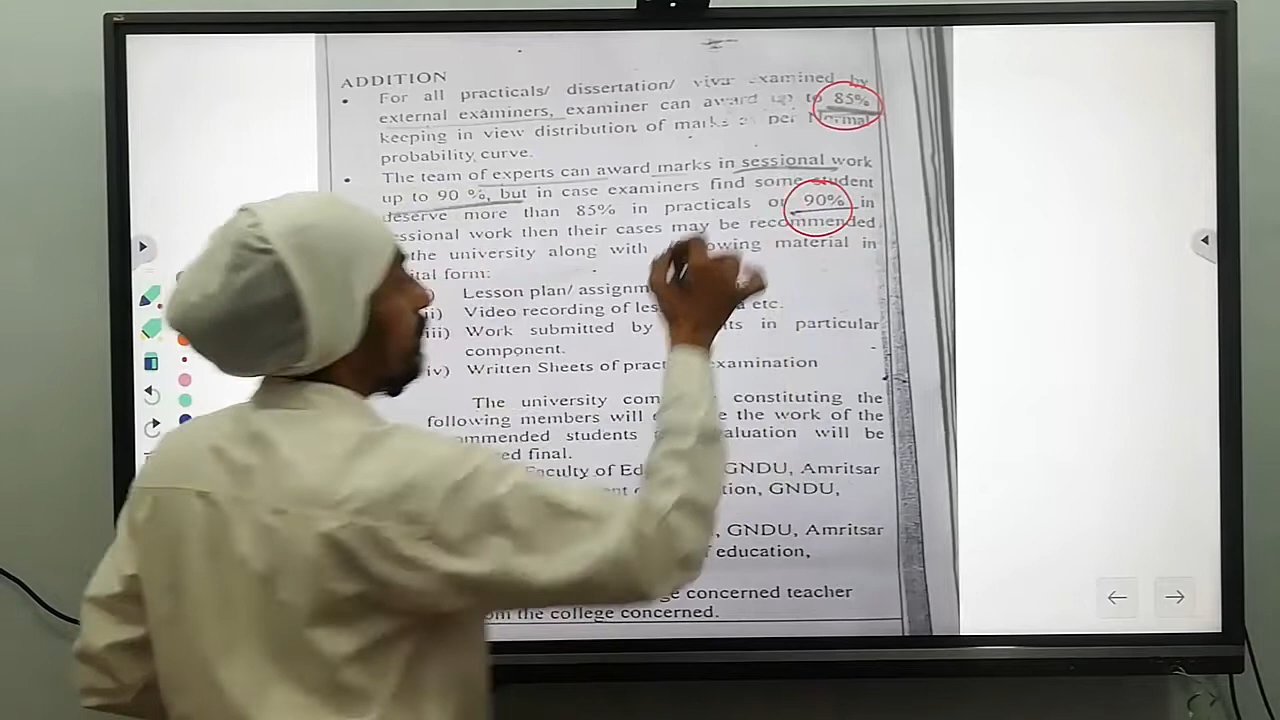 ADDITION
• For all practicals/ dissertation/ viva examined by
external examiners, examiner can award up to 85%
keeping in view distribution of marks as per Normal
probability curve.
• The team of experts can award marks in sessional work
up to 90 %, but in case examiners find some student
deserve more than 85% in practicals or 90% in
essional work then their cases may be recommended
the university along with owing material in
ital form:
Lesson plan/ assignm
ii) Video recording of les etc.
iii) Work submitted by ts in particular
component.
iv) Written Sheets of pract examination
The university com constituting the
following members will e the work of the
ommended students aluation will be
ed final.
Faculty of Ed GNDU, Amritsar
tion, GNDU,
, GNDU, Amritsar
f education,
ge concerned teacher
om the college concerned.